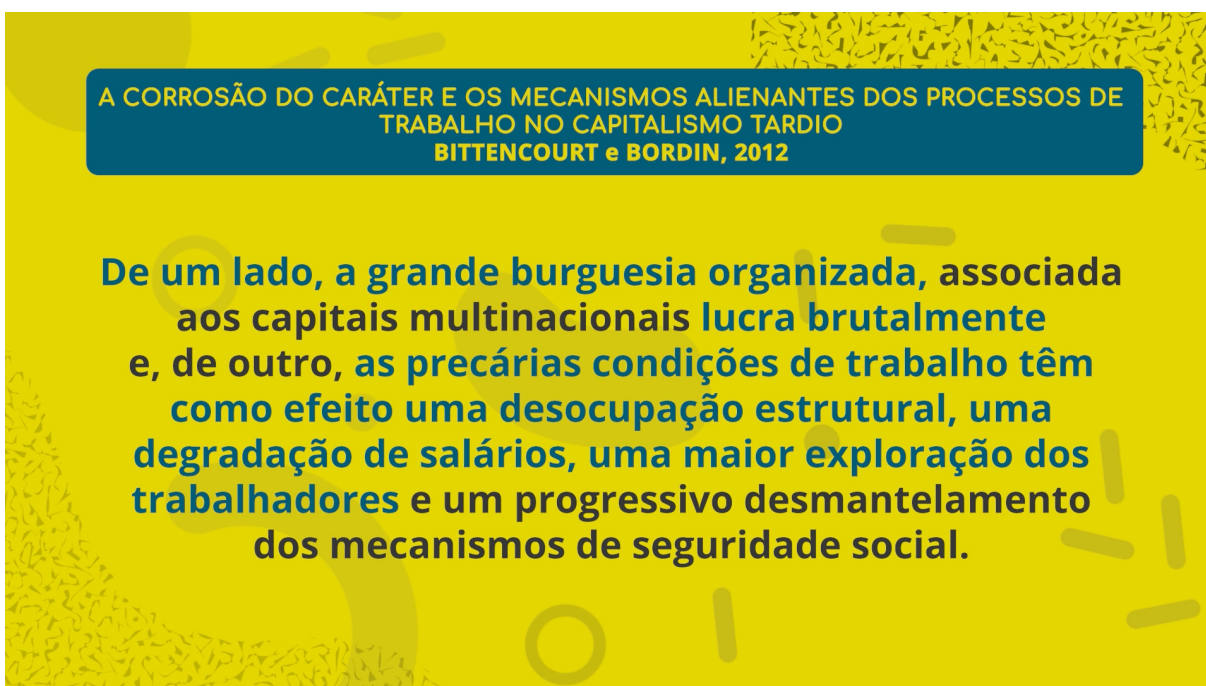 A CORROSÃO DO CARÁTER E OS MECANISMOS ALIENANTES DOS PROCESSOS DE
TRABALHO NO CAPITALISMO TARDIO
BITTENCOURT e BORDIN, 2012
De um lado, a grande burguesia organizada, associada
aos capitais multinacionais lucra brutalmente
e, de outro, as precárias condições de trabalho têm
como efeito uma desocupação estrutural, uma
degradação de salários, uma maior exploração dos
trabalhadores e um progressivo desmantelamento
dos mecanismos de seguridade social.